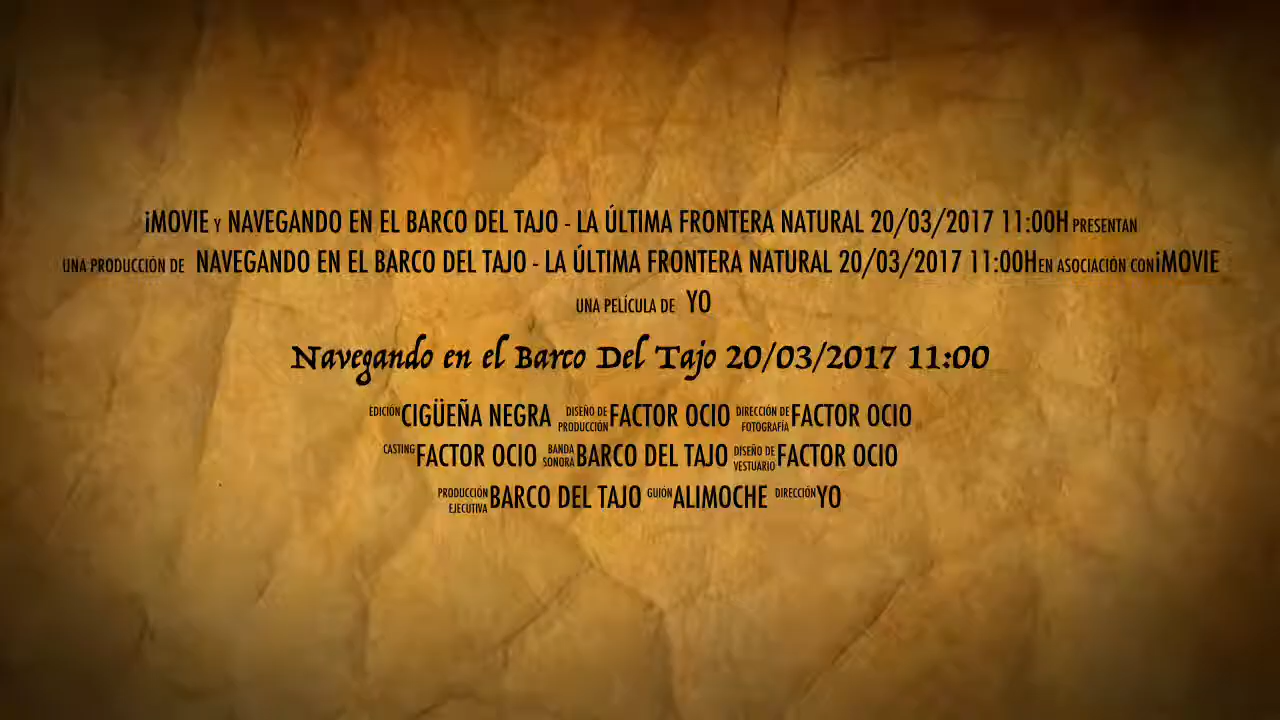 iMOVIE Y NAVEGANDO EN EL BARCO DEL TAJO - LA ÚLTIMA FRONTERA NATURAL 20/03/2017 11:00H PRESENTAN
UNA PRODUCCIÓN DE NAVEGANDO EN EL BARCO DEL TAJO - LA ÚLTIMA FRONTERA NATURAL 20/03/2017 11:00H EN ASOCIACIÓN CON iMOVIE
UNA PELÍCULA DE YO
Navegando en el Barco Del Tajo 20/03/2017 11:00
EDICIÓN CIGÜEÑA NEGRA DISEÑO DE PRODUCCIÓN FACTOR OCIO DIRECCIÓN DE FOTOGRAFÍA FACTOR OCIO
CASTING FACTOR OCIO BANDA SONORA BARCO DEL TAJO DISEÑO DE VESTUARIO FACTOR OCIO
PRODUCCIÓN EJECUTIVA BARCO DEL TAJO GUIÓN ALIMOCHE DIRECCIÓN YO